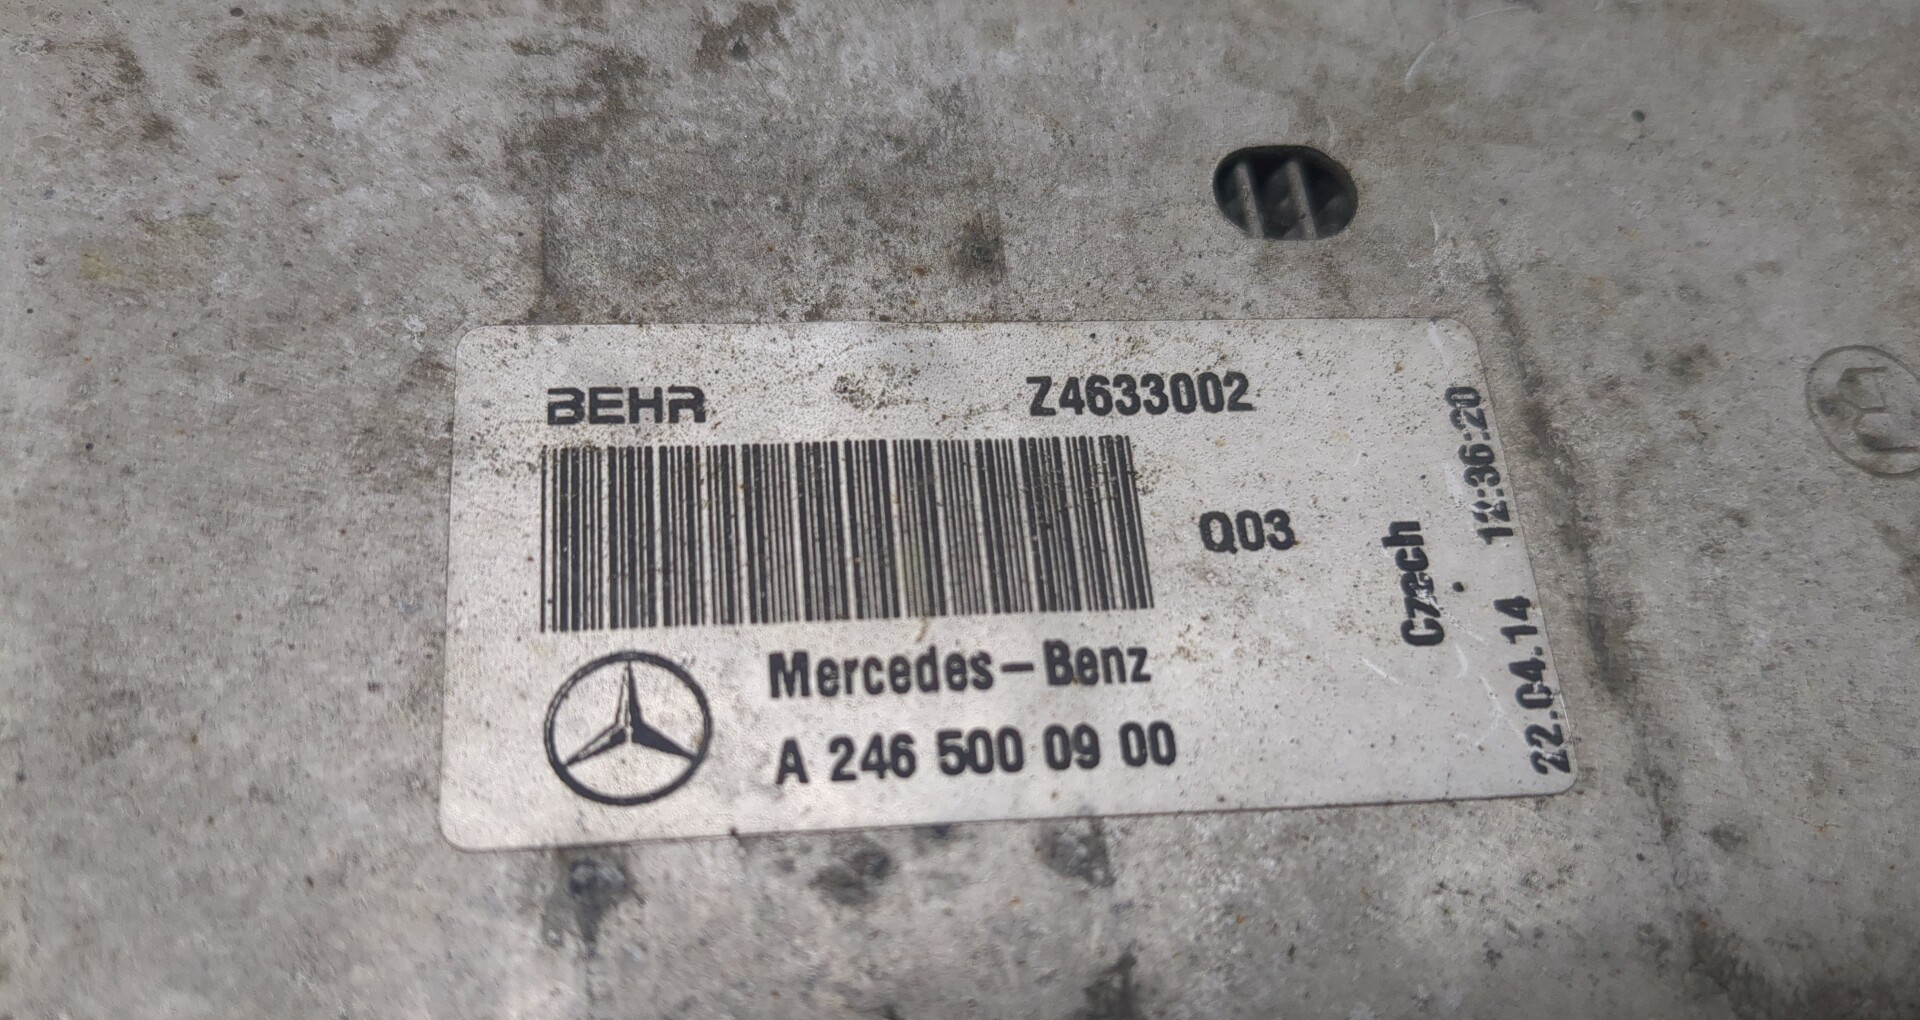 BEHR
Z4633002
Q03
Mercedes-Benz
A 246 500 09 00
Czech
22.04.14 12:36:20